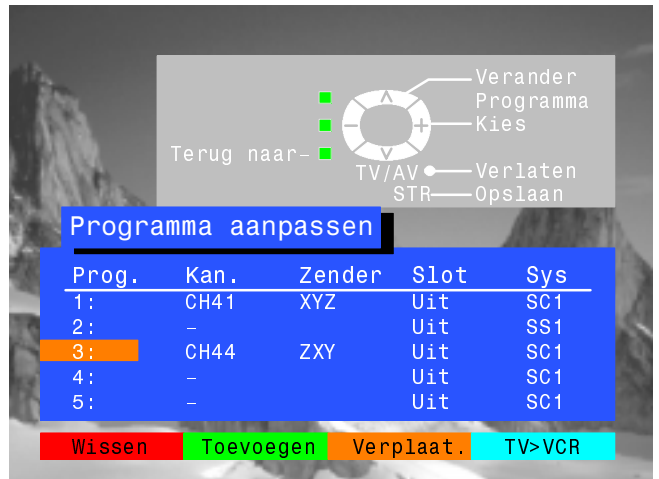 Verander
Programma
Kies
Terug naar–
TV/AV Verlaten
STR Opslaan
Programma aanpassen
Prog. Kan. Zender Slot Sys
1: CH41 XYZ Uit SC1
2: – Uit SS1
3: CH44 ZXY Uit SC1
4: – Uit SC1
5: – Uit SC1
Wissen Toevoegen Verplaat. TV>VCR